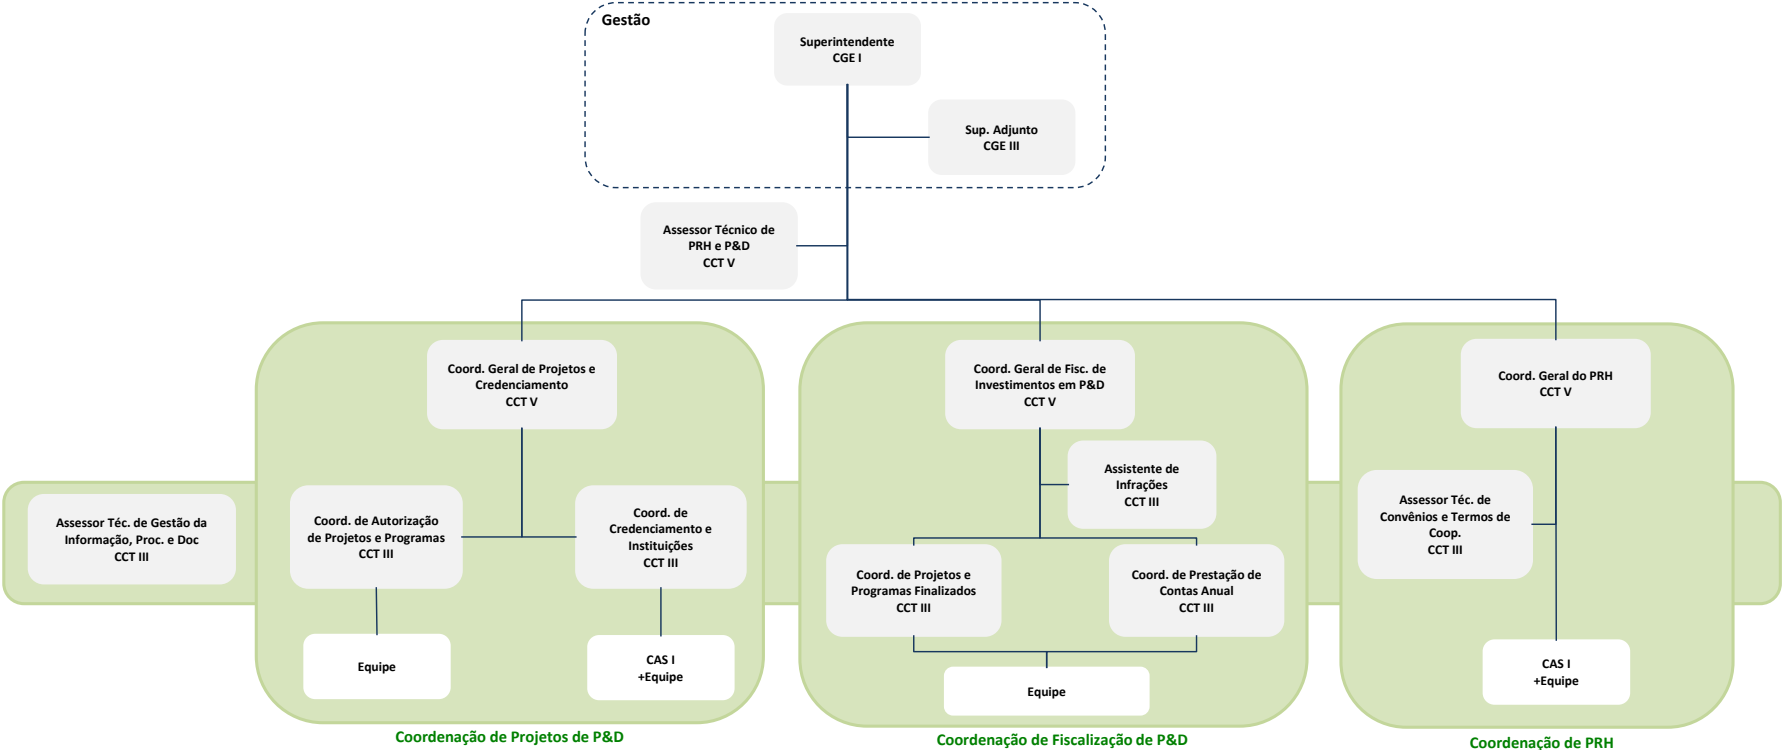 Gestão
Superintendente
CGE I
Sup. Adjunto
CGE III
Assessor Técnico de
PRH e P&D
CCT V
Coord. Geral de Projetos e
Credenciamento
CCT V
Coord. Geral de Fisc. de
Investimentos em P&D
CCT V
Coord. Geral do PRH
CCT V
Assessor Téc. de Gestão da
Informação, Proc. e Doc
CCT III
Coord. de Autorização
de Projetos e Programas
CCT III
Coord. de
Credenciamento e
Instituições
CCT III
Assistente de
Infrações
CCT III
Assessor Téc. de
Convênios e Termos de
Coop.
CCT III
Coord. de Projetos e
Programas Finalizados
CCT III
Coord. de Prestação de
Contas Anual
CCT III
Equipe
CAS I
+Equipe
Equipe
CAS I
+Equipe
Coordenação de Projetos de P&D
Coordenação de Fiscalização de P&D
Coordenação de PRH